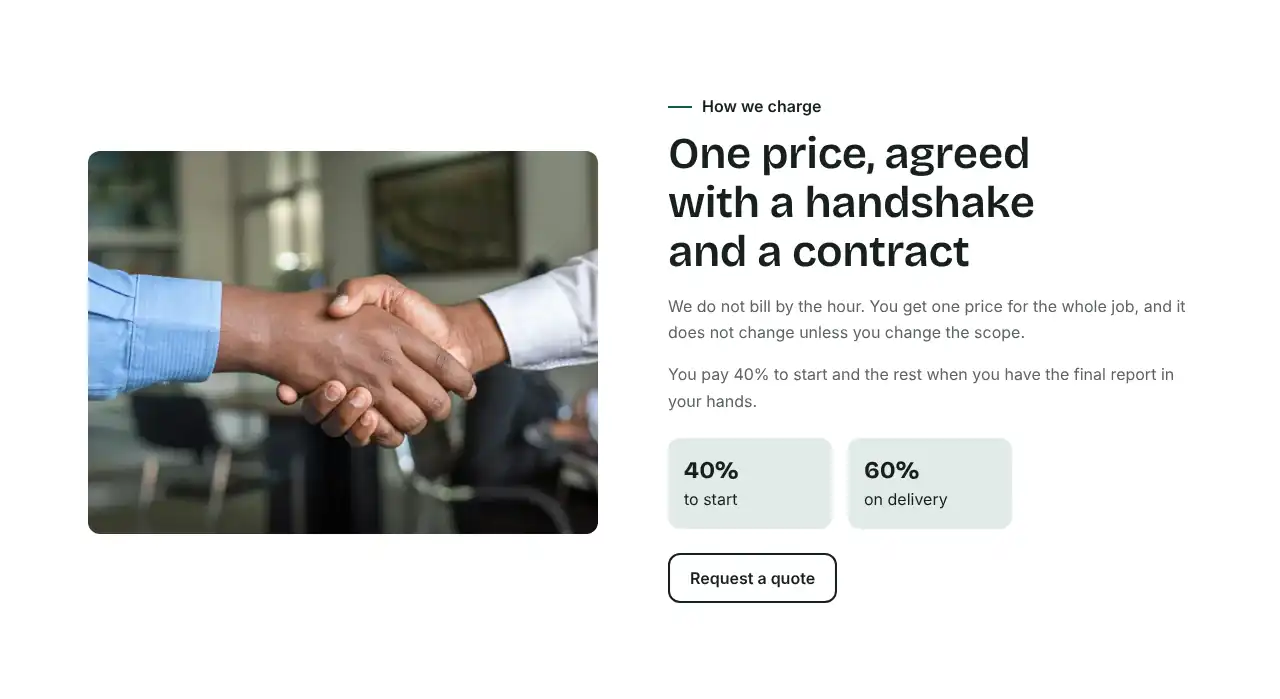 How we charge
One price, agreed
with a handshake
and a contract
We do not bill by the hour. You get one price for the whole job, and it
does not change unless you change the scope.
You pay 40% to start and the rest when you have the final report in
your hands.
40%
to start
60%
on delivery
Request a quote